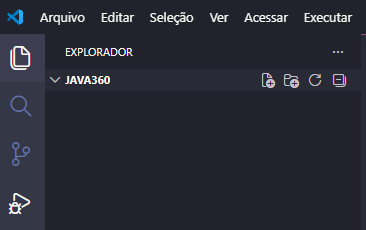 Arquivo Editar Seleção Ver Acessar Executar
EXPLORADOR
JAVA360